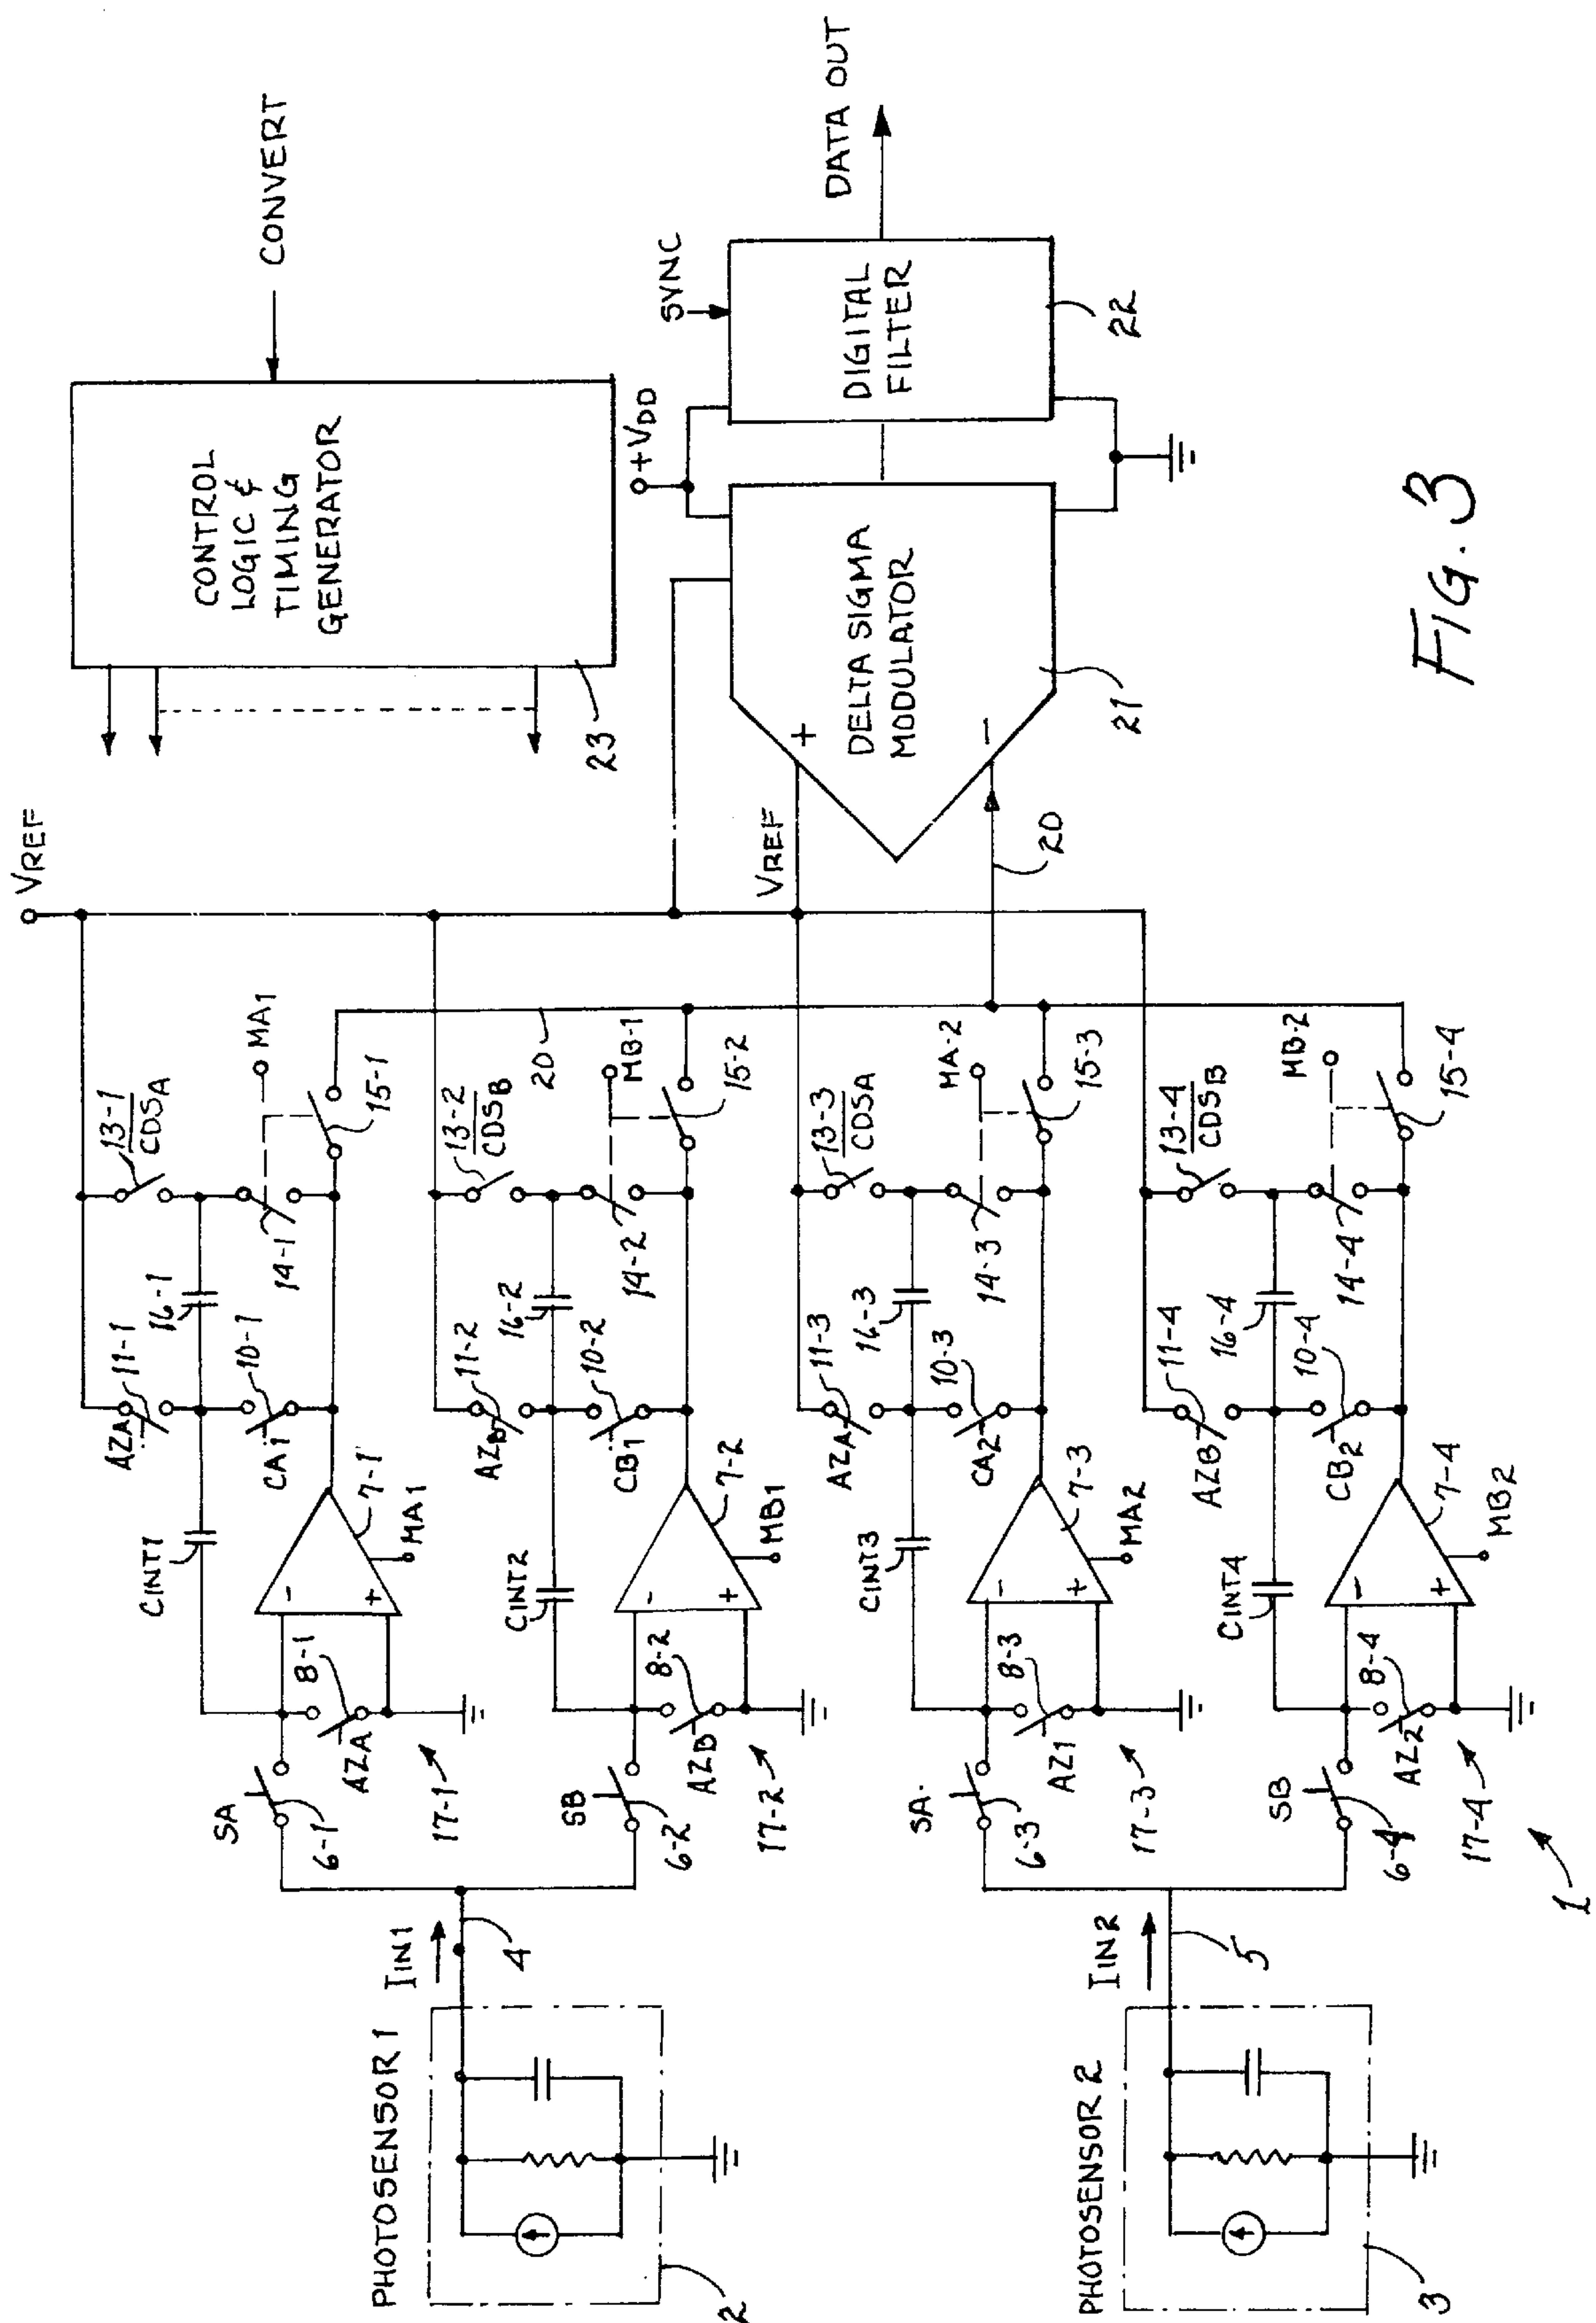 VREF
CONTROL
LOGIC &
TIMING
GENERATOR
23
CONVERT
13-1
CDSA
MA1
AZA
11-1
16-1
14-1
15-1
CINT1
10-1
CA1
7-1
MA1
SA
6-1
8-1
AZA
17-1
20
PHOTOSENSOR 1
IIN1
4
2
13-2
CDSB
MB-1
AZB
11-2
16-2
14-2
15-2
CINT2
10-2
CB1
7-2
MB1
SB
6-2
8-2
AZB
17-2
VREF
+VDD
SYNC
+
−
DELTA SIGMA
MODULATOR
21
DIGITAL
FILTER
22
DATA OUT
20
13-3
CDSA
MA-2
AZA
11-3
16-3
14-3
15-3
CINT3
10-3
CA2
7-3
MA2
SA
6-3
8-3
AZ1
17-3
PHOTOSENSOR 2
IIN2
5
3
13-4
CDSB
MB-2
AZB
11-4
16-4
14-4
15-4
CINT4
10-4
CB2
7-4
MB2
SB
6-4
8-4
AZ2
17-4
1
- +
- +
- +
- +
FIG. 3